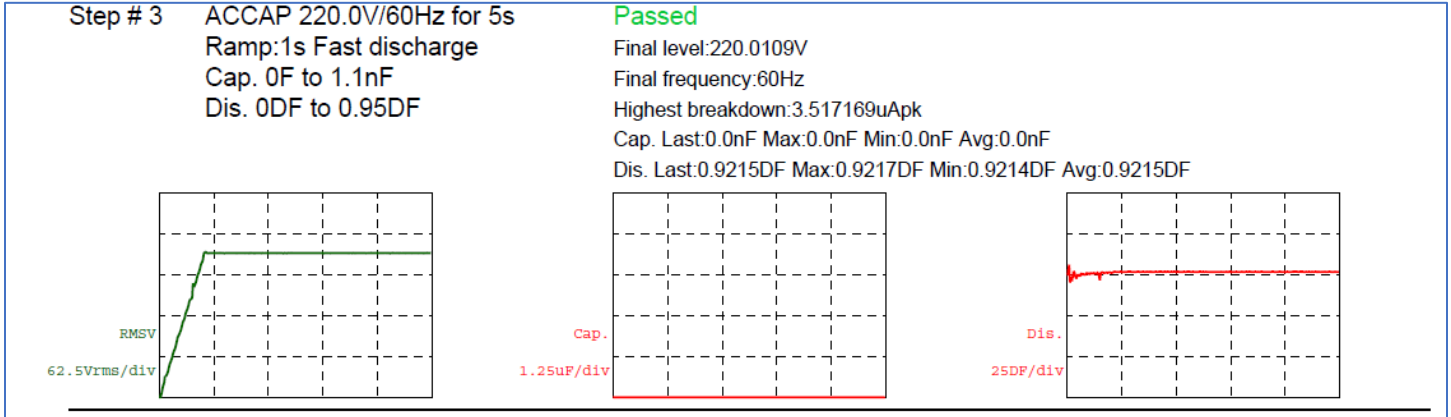 Step # 3 ACCAP 220.0V/60Hz for 5s
Ramp:1s Fast discharge
Cap. 0F to 1.1nF
Dis. 0DF to 0.95DF
Passed
Final level:220.0109V
Final frequency:60Hz
Highest breakdown:3.517169uApk
Cap. Last:0.0nF Max:0.0nF Min:0.0nF Avg:0.0nF
Dis. Last:0.9215DF Max:0.9217DF Min:0.9214DF Avg:0.9215DF
RMSV
62.5Vrms/div
Cap.
1.25uF/div
Dis.
25DF/div